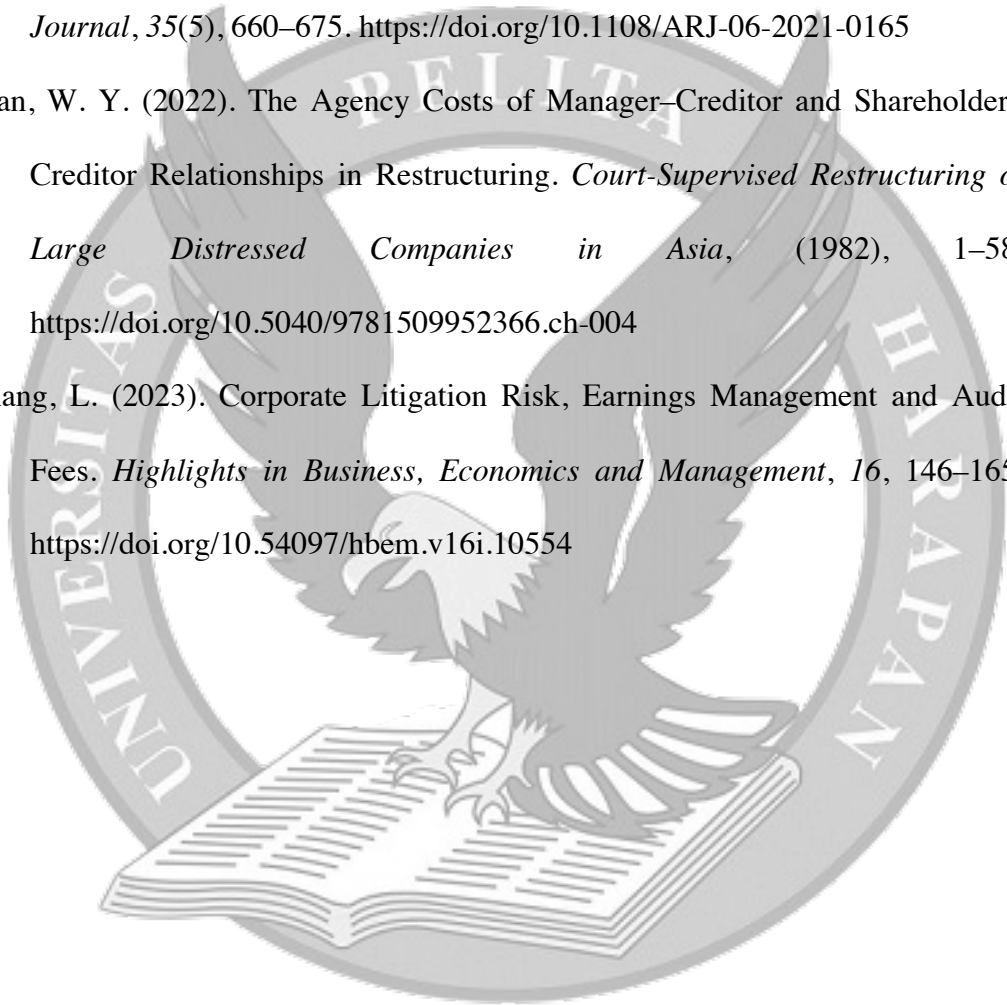 Journal, 35(5), 660–675. https://doi.org/10.1108/ARJ-06-2021-0165
an, W. Y. (2022). The Agency Costs of Manager–Creditor and Shareholder
Creditor Relationships in Restructuring. Court-Supervised Restructuring o
Large Distressed Companies in Asia, (1982), 1–58
https://doi.org/10.5040/9781509952366.ch-004
ang, L. (2023). Corporate Litigation Risk, Earnings Management and Aud
Fees. Highlights in Business, Economics and Management, 16, 146–165
https://doi.org/10.54097/hbem.v16i.10554
UNIVERSITAS PELITA HARAPAN